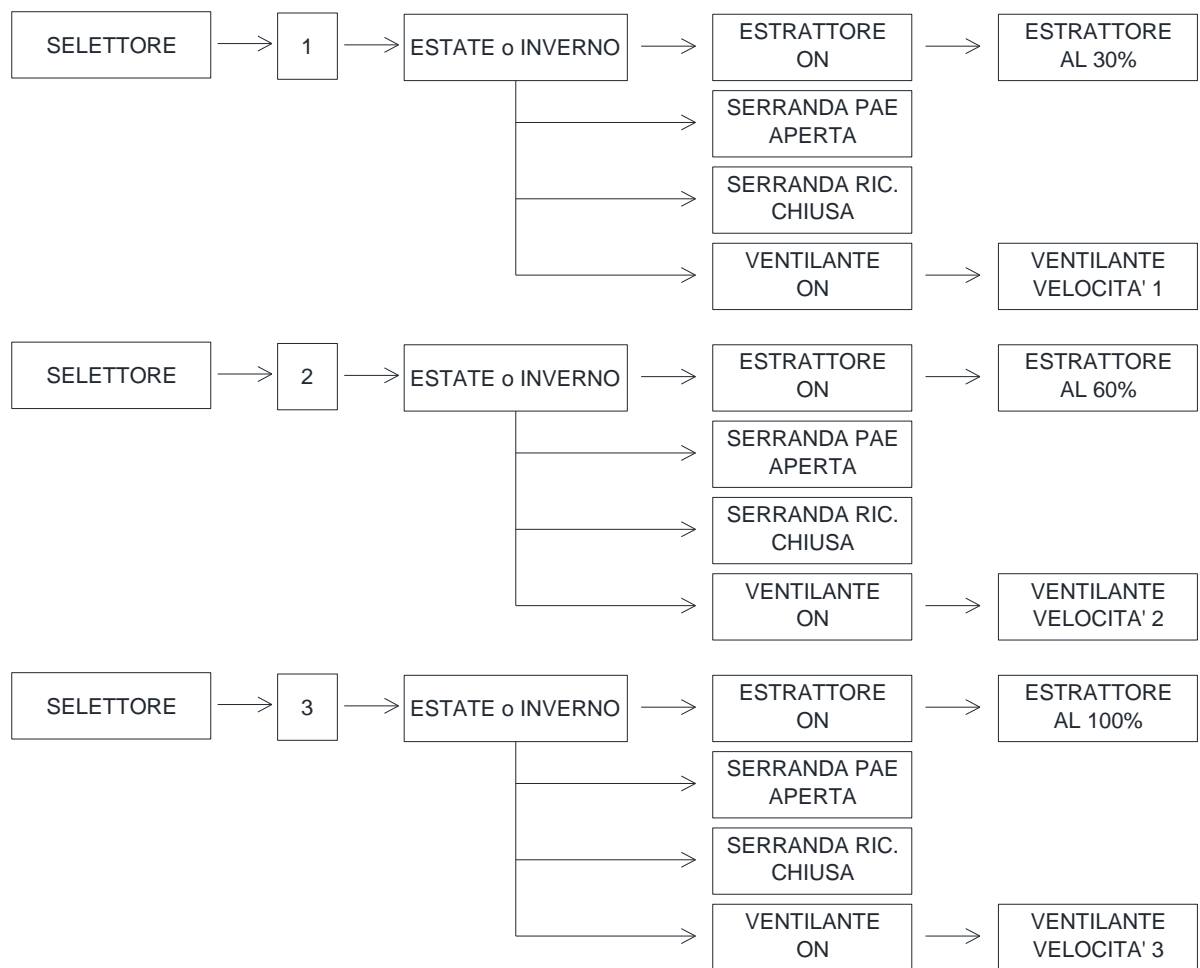 SELETTORE
1
ESTATE o INVERNO
ESTRATTORE
ON
ESTRATTORE
AL 30%
SERRANDA PAE
APERTA
SERRANDA RIC.
CHIUSA
VENTILANTE
ON
VENTILANTE
VELOCITA' 1
SELETTORE
2
ESTATE o INVERNO
ESTRATTORE
ON
ESTRATTORE
AL 60%
SERRANDA PAE
APERTA
SERRANDA RIC.
CHIUSA
VENTILANTE
ON
VENTILANTE
VELOCITA' 2
SELETTORE
3
ESTATE o INVERNO
ESTRATTORE
ON
ESTRATTORE
AL 100%
SERRANDA PAE
APERTA
SERRANDA RIC.
CHIUSA
VENTILANTE
ON
VENTILANTE
VELOCITA' 3